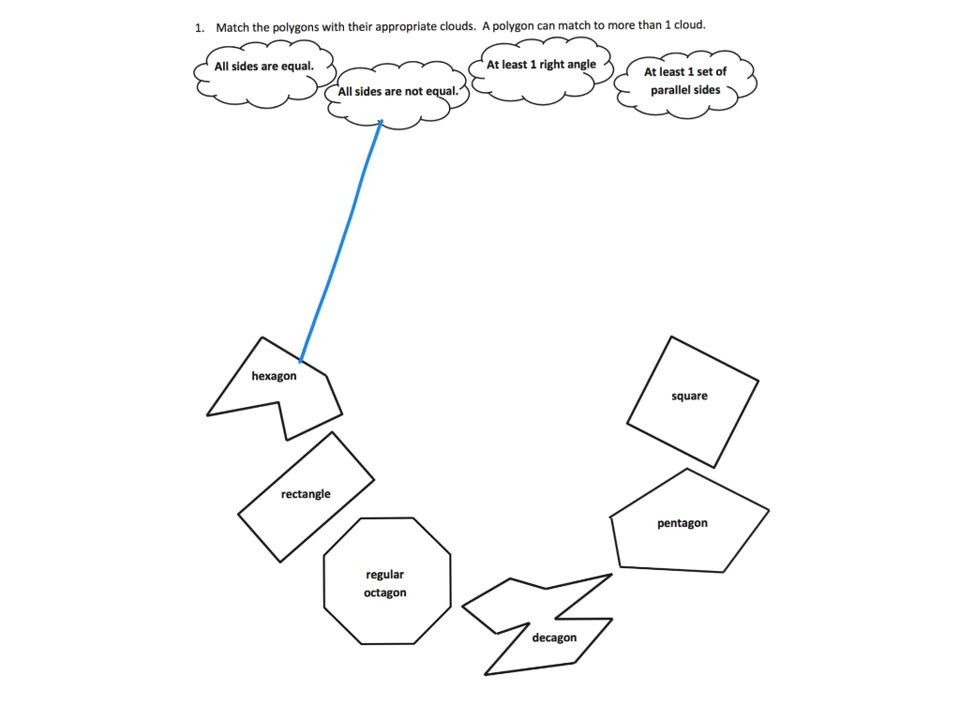 1. Match the polygons with their appropriate clouds. A polygon can match to more than 1 cloud.
All sides are equal.
All sides are not equal.
At least 1 right angle
At least 1 set of
parallel sides
hexagon
square
rectangle
pentagon
regular
octagon
decagon